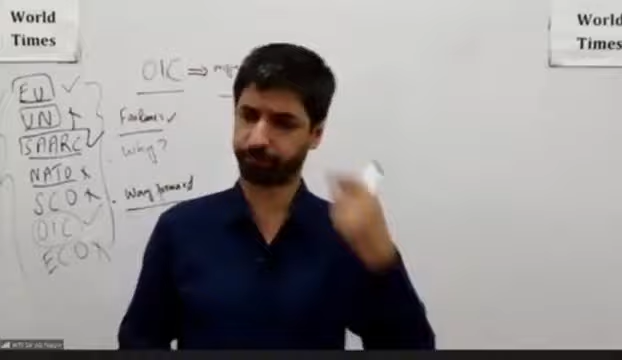 World
Times
World
Times
OIC ⇒
EU ✓
UN x
SAARC ✓
NATO x
SCO x
OIC ✓
ECO x
Failures ✓
Why?
Way forward